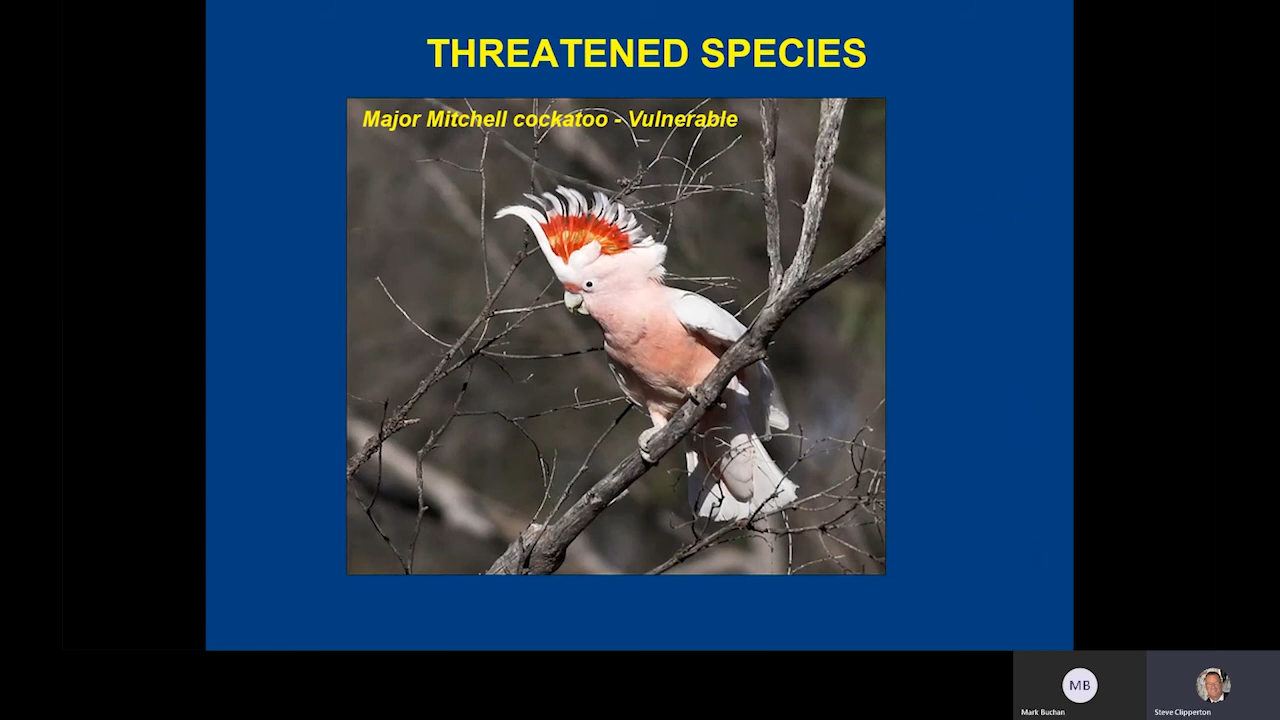 THREATENED SPECIES
Major Mitchell cockatoo - Vulnerable
MB
Mark Buchan
Steve Clipperton